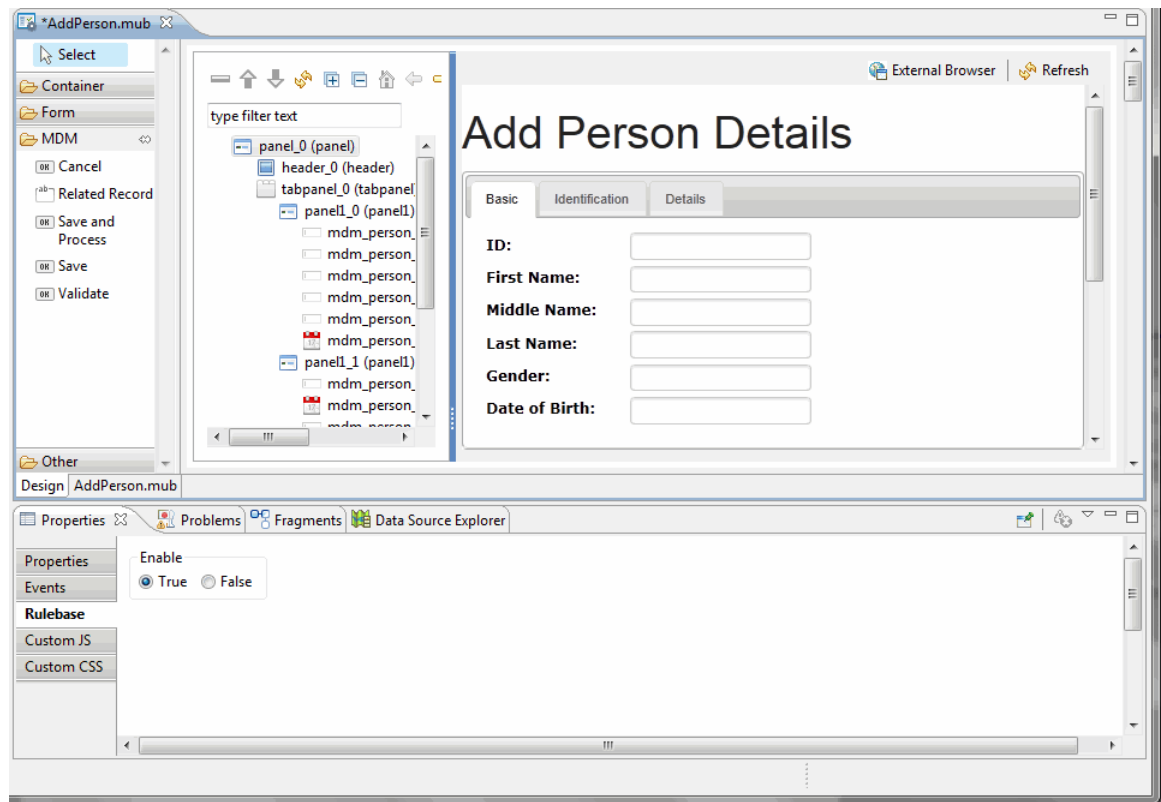 *AddPerson.mub
Select
Container
Form
MDM
Cancel
Related Record
Save and
Process
Save
Validate
Other
type filter text
panel_0 (panel)
header_0 (header)
tabpanel_0 (tabpanel
panel1_0 (panel1)
mdm_person_
mdm_person_
mdm_person_
mdm_person_
mdm_person_
mdm_person_
panel1_1 (panel1)
mdm_person_
mdm_person_
mdm_person
External Browser
Refresh
Add Person Details
Basic Identification Details
ID:
First Name:
Middle Name:
Last Name:
Gender:
Date of Birth:
Design AddPerson.mub
Properties Problems Fragments Data Source Explorer
Properties
Events
Rulebase
Custom JS
Custom CSS
Enable
True False